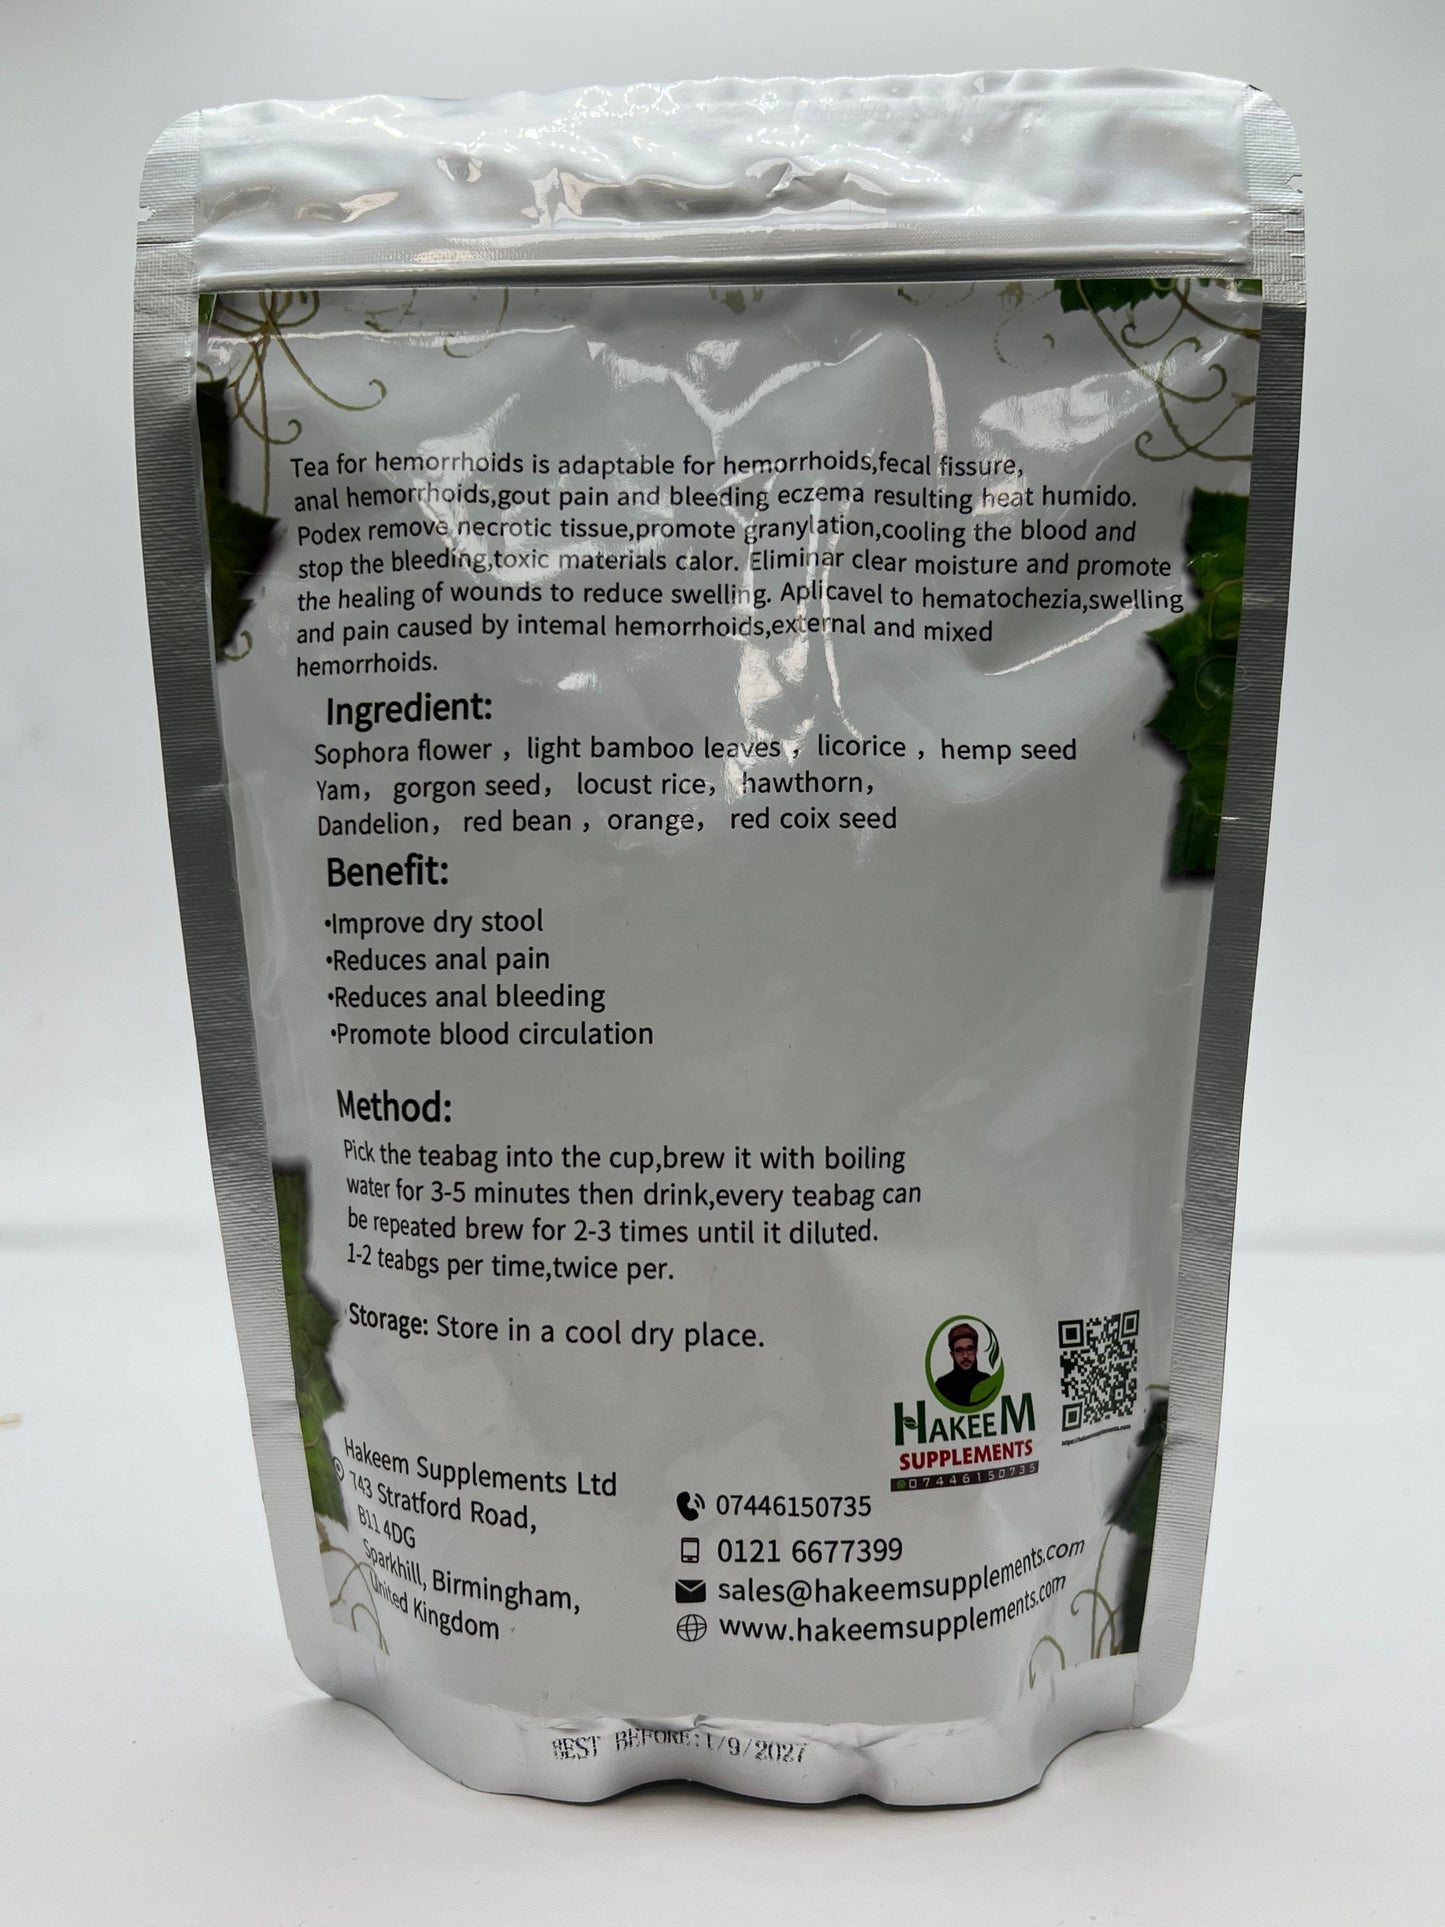 Tea for hemorrhoids is adaptable for hemorrhoids,fecal fissure,
anal hemorrhoids,gout pain and bleeding eczema resulting heat humido.
Podex remove necrotic tissue,promote granylation,cooling the blood and
stop the bleeding,toxic materials calor. Eliminar clear moisture and promote
the healing of wounds to reduce swelling. Aplicavel to hematochezia,swelling
and pain caused by intemal hemorrhoids,external and mixed
hemorrhoids.
Ingredient:
Sophora flower , light bamboo leaves , licorice , hemp seed
Yam, gorgon seed, locust rice, hawthorn,
Dandelion, red bean , orange, red coix seed
Benefit:
•Improve dry stool
•Reduces anal pain
•Reduces anal bleeding
•Promote blood circulation
Method:
Pick the teabag into the cup,brew it with boiling
water for 3-5 minutes then drink,every teabag can
be repeated brew for 2-3 times until it diluted.
1-2 teabgs per time,twice per.
Storage: Store in a cool dry place.
HAKEEM
SUPPLEMENTS
07446150735
Hakeem Supplements Ltd
743 Stratford Road,
B11 4DG
Sparkhill, Birmingham,
United Kingdom
07446150735
0121 6677399
sales@hakeemsupplements.com
www.hakeemsupplements.com
BEST BEFORE:1/9/2027